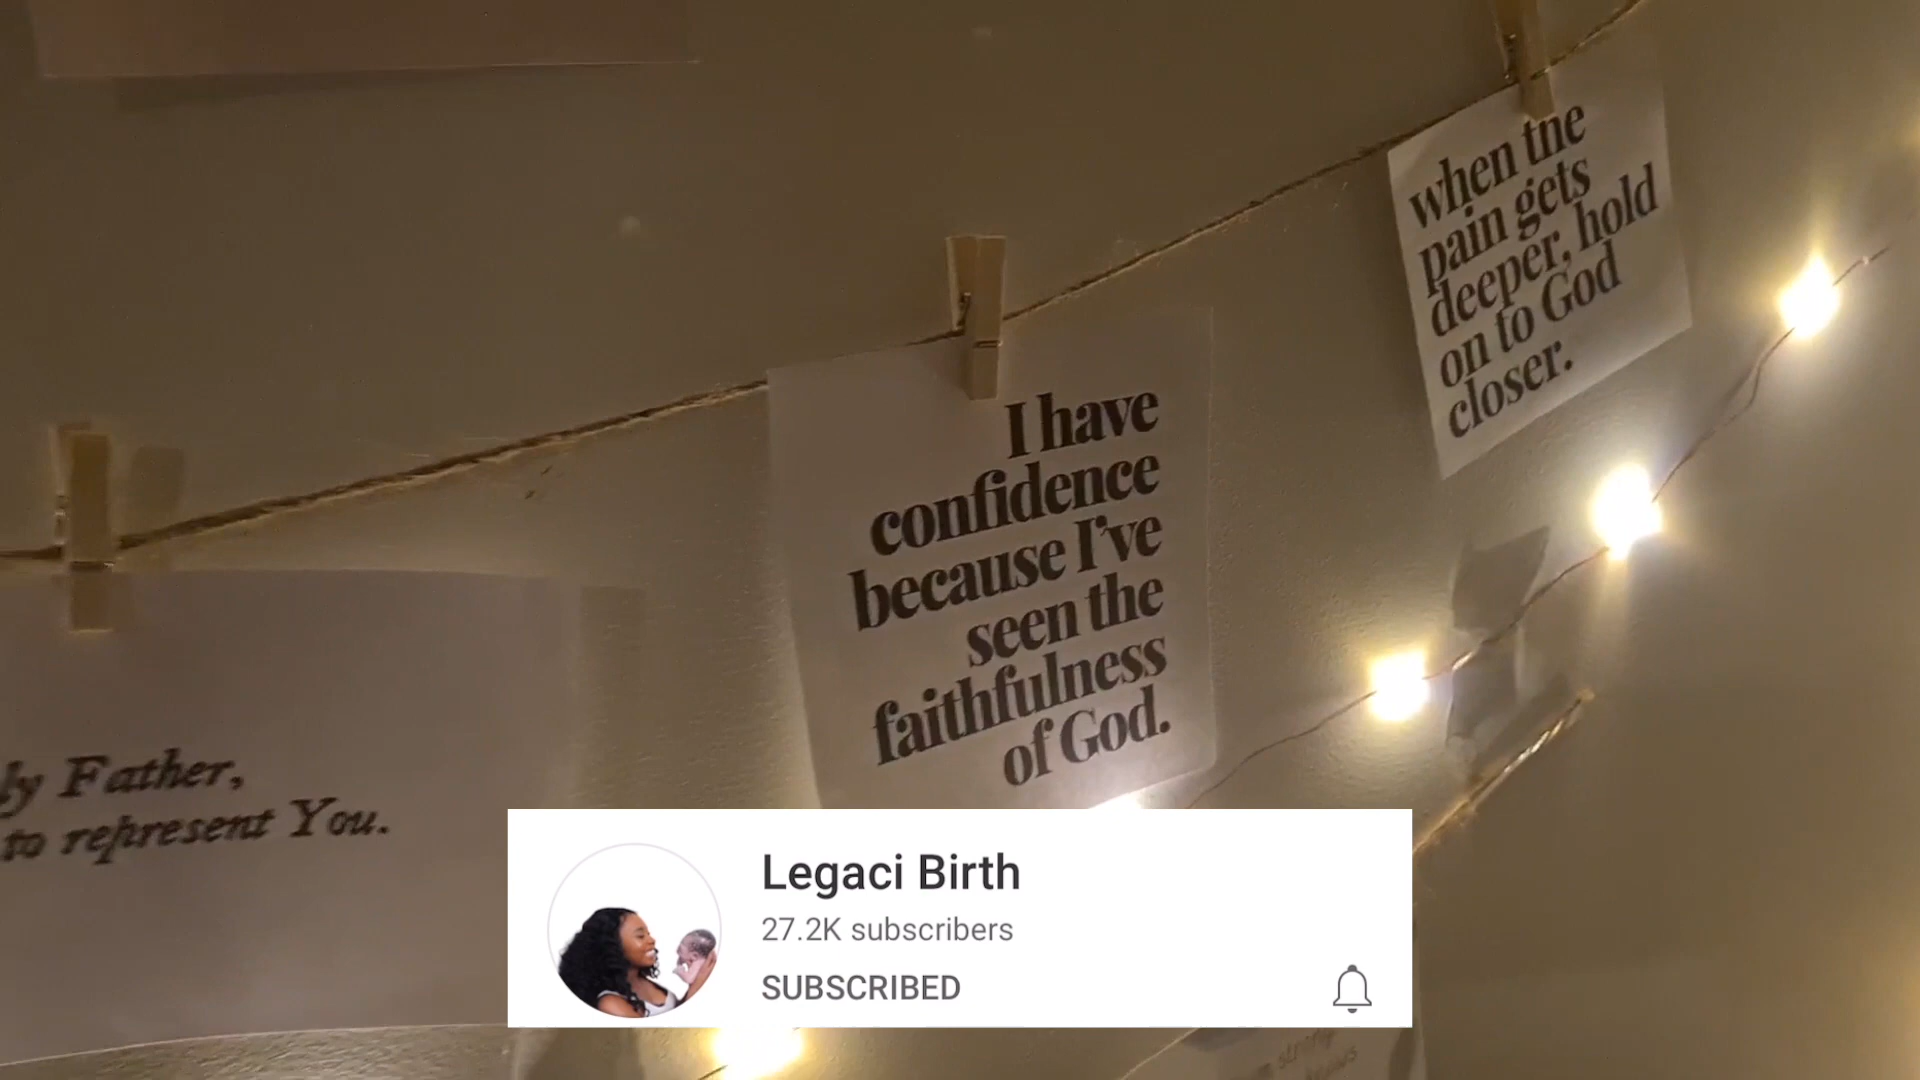 when the
pain gets
deeper, hold
on to God
closer.
I have
confidence
because I've
seen the
faithfulness
of God.
Father,
to represent You.
Legaci Birth
27.2K subscribers
SUBSCRIBED